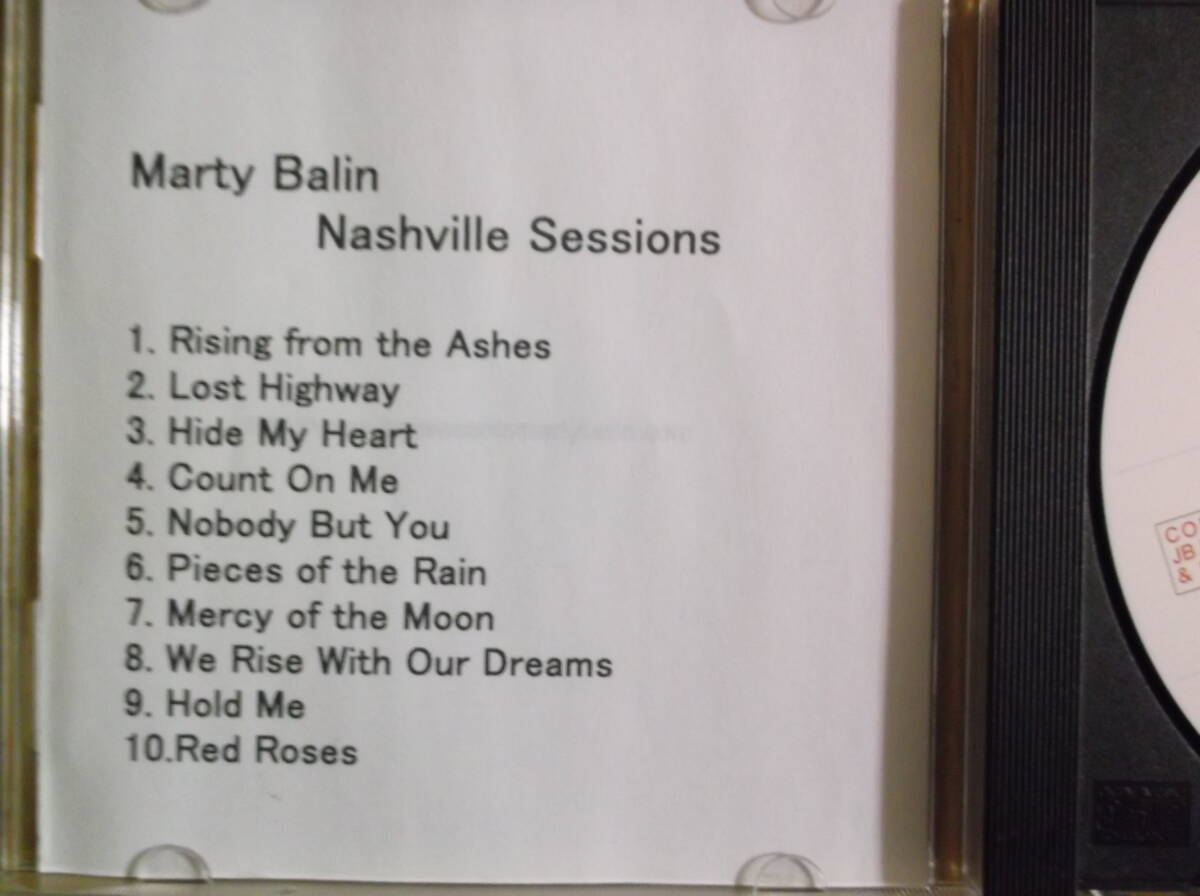 Marty Balin
Nashville Sessions
1. Rising from the Ashes
2. Lost Highway
3. Hide My Heart
4. Count On Me
5. Nobody But You
6. Pieces of the Rain
7. Mercy of the Moon
8. We Rise With Our Dreams
9. Hold Me
10.Red Roses
CO
JB
&